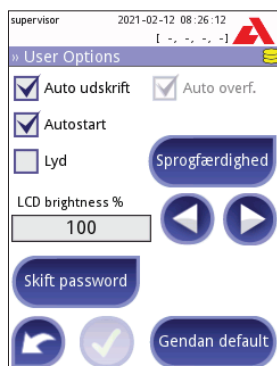 supervisor 2021-02-12 08:26:12
[ -, -, -, -]
» User Options
Auto udskrift Auto overf.
Autostart
Lyd Sprogfærdighed
LCD brightness %
100
Skift password
Gendan default